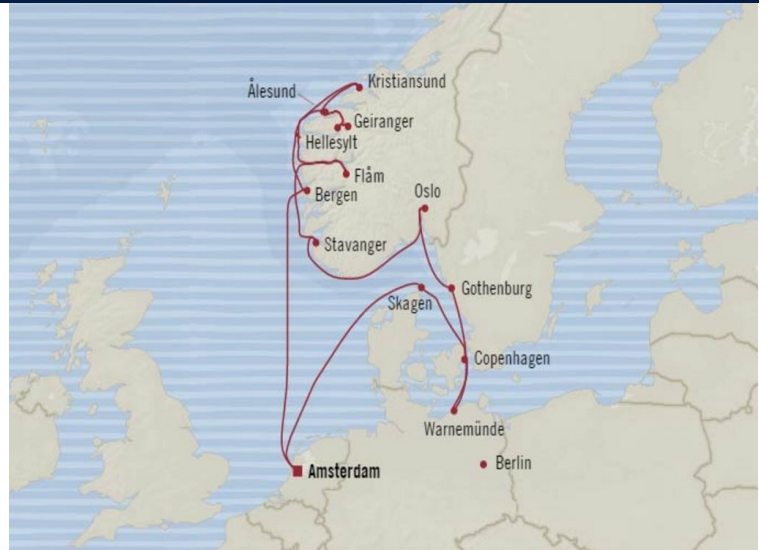 Kristiansund
Ålesund
Geiranger
Hellesylt
Flåm
Bergen
Oslo
Stavanger
Gothenburg
Skagen
Copenhagen
Warnemünde
Berlin
Amsterdam